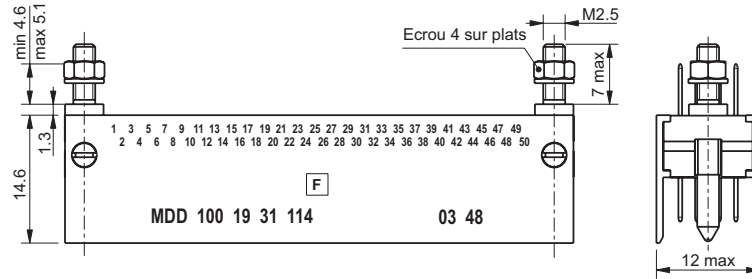 min 4.6
max 5.1
1.3
14.6
Ecrou 4 sur plats
M2.5
7 max
1 3 5 7 9 11 13 15 17 19 21 23 25 27 29 31 33 35 37 39 41 43 45 47 49
2 4 6 8 10 12 14 16 18 20 22 24 26 28 30 32 34 36 38 40 42 44 46 48 50
F
MDD 100 19 31 114 03 48
12 max